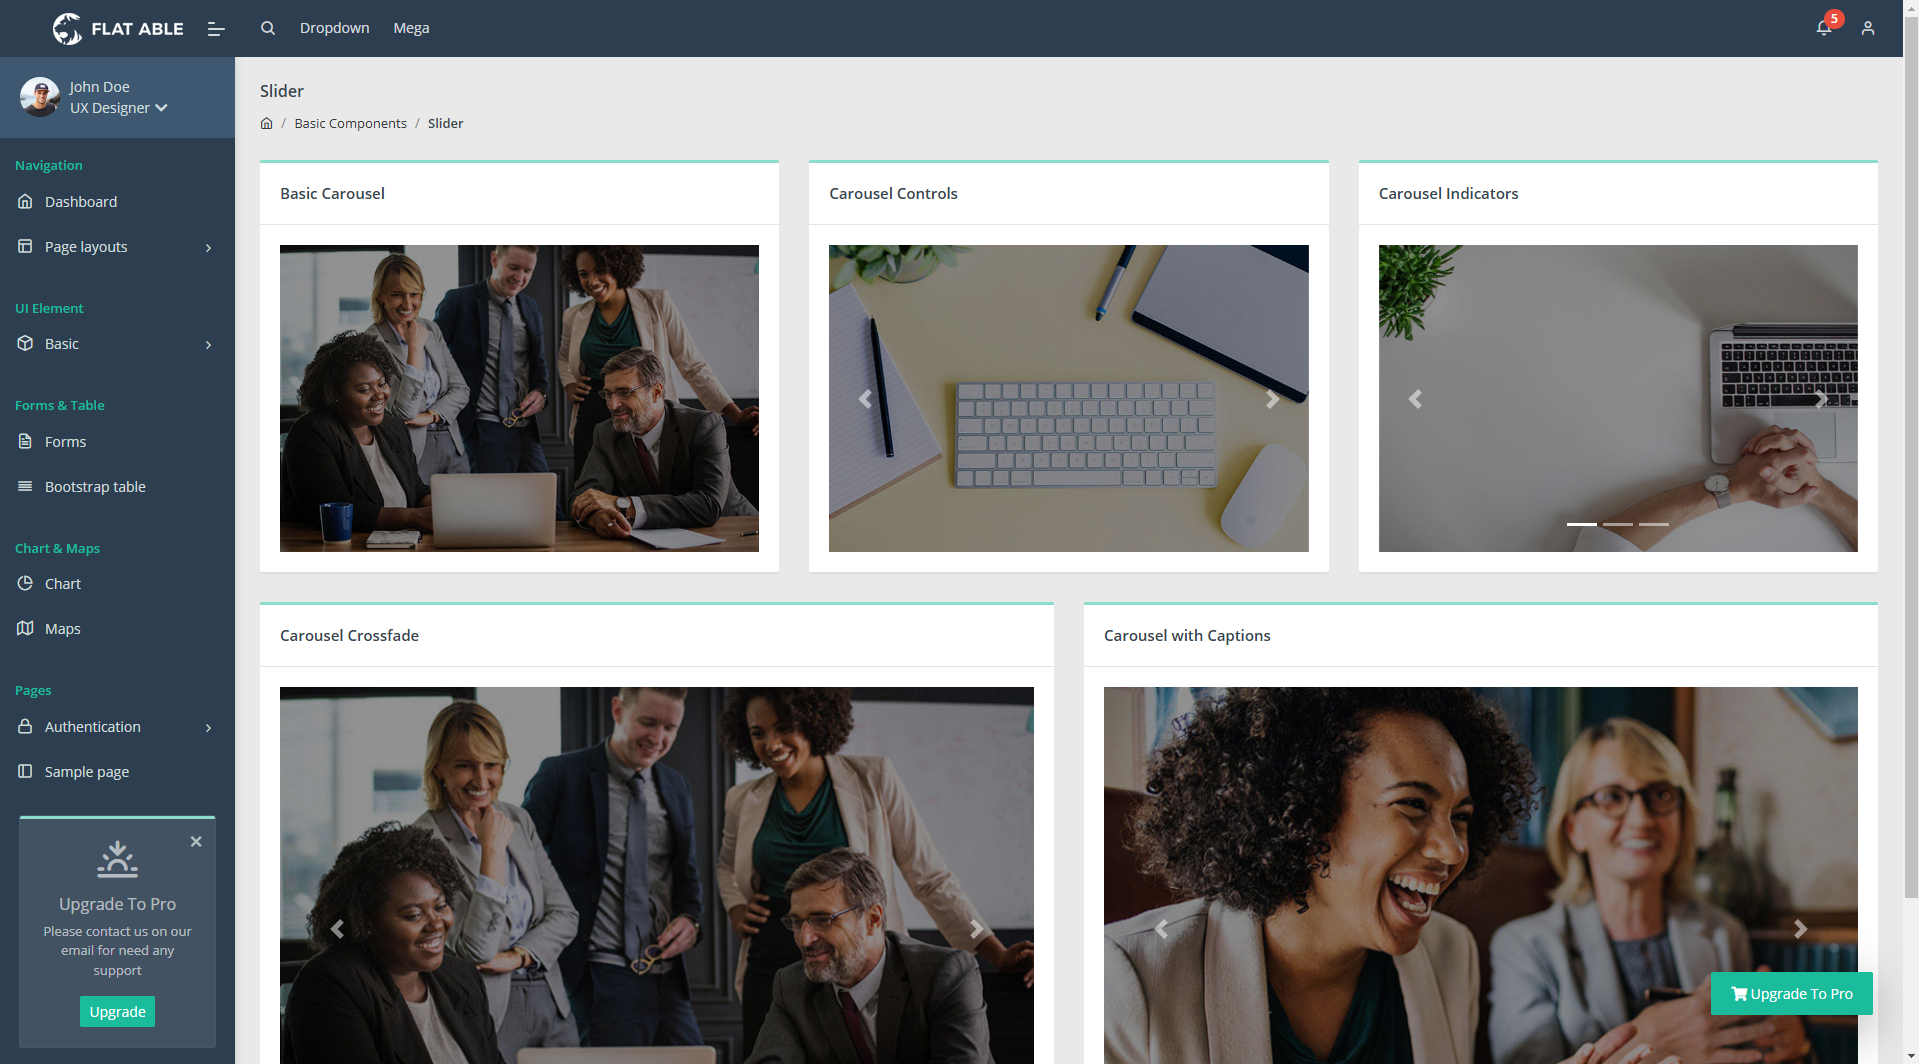 FLAT ABLE
Dropdown
Mega
5
John Doe
UX Designer
Navigation
Dashboard
Page layouts
UI Element
Basic
Forms & Table
Forms
Bootstrap table
Chart & Maps
Chart
Maps
Pages
Authentication
Sample page
Upgrade To Pro
Please contact us on our
email for need any
support
Upgrade
Slider
/ Basic Components / Slider
Basic Carousel
Carousel Controls
Carousel Indicators
Carousel Crossfade
Carousel with Captions
Upgrade To Pro